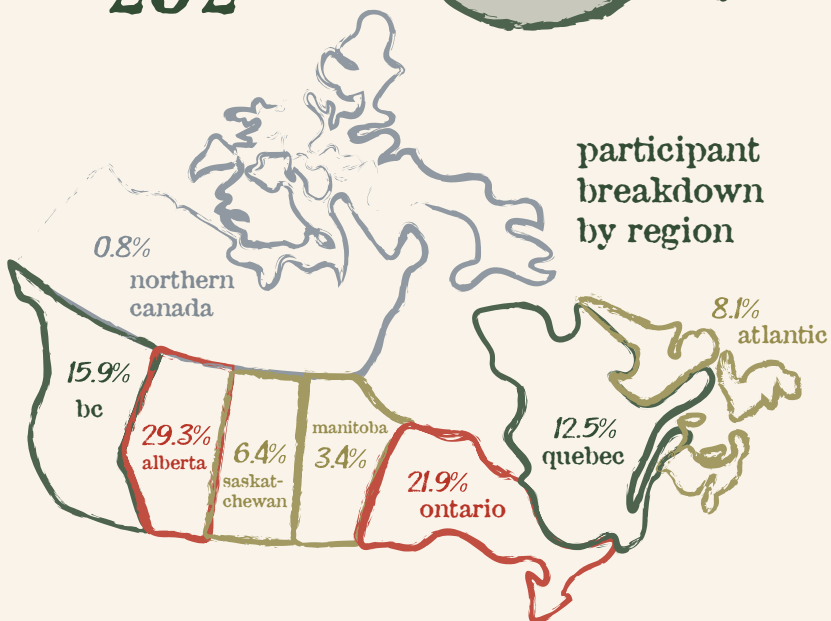 participant
breakdown
by region
0.8%
northern
canada
8.1%
atlantic
15.9%
bc
29.3%
alberta
6.4%
saskat-
chewan
manitoba
3.4%
21.9%
ontario
12.5%
quebec